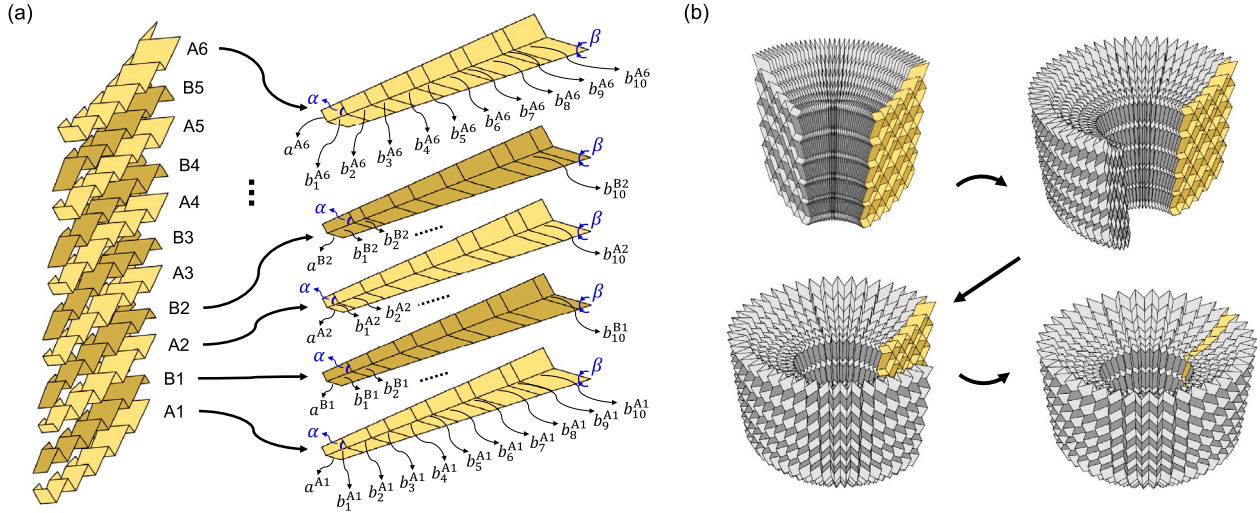 (a)
(b)
A6
B5
A5
B4
A4
B3
A3
B2
A2
B1
A1
α
β
a^A6
b_1^A6
b_2^A6
b_3^A6
b_4^A6
b_5^A6
b_6^A6
b_7^A6
b_8^A6
b_9^A6
b_10^A6
α
β
a^B2
b_1^B2
b_2^B2
b_10^B2
α
β
a^A2
b_1^A2
b_2^A2
b_10^A2
α
β
a^B1
b_1^B1
b_2^B1
b_10^B1
α
β
a^A1
b_1^A1
b_2^A1
b_3^A1
b_4^A1
b_5^A1
b_6^A1
b_7^A1
b_8^A1
b_9^A1
b_10^A1